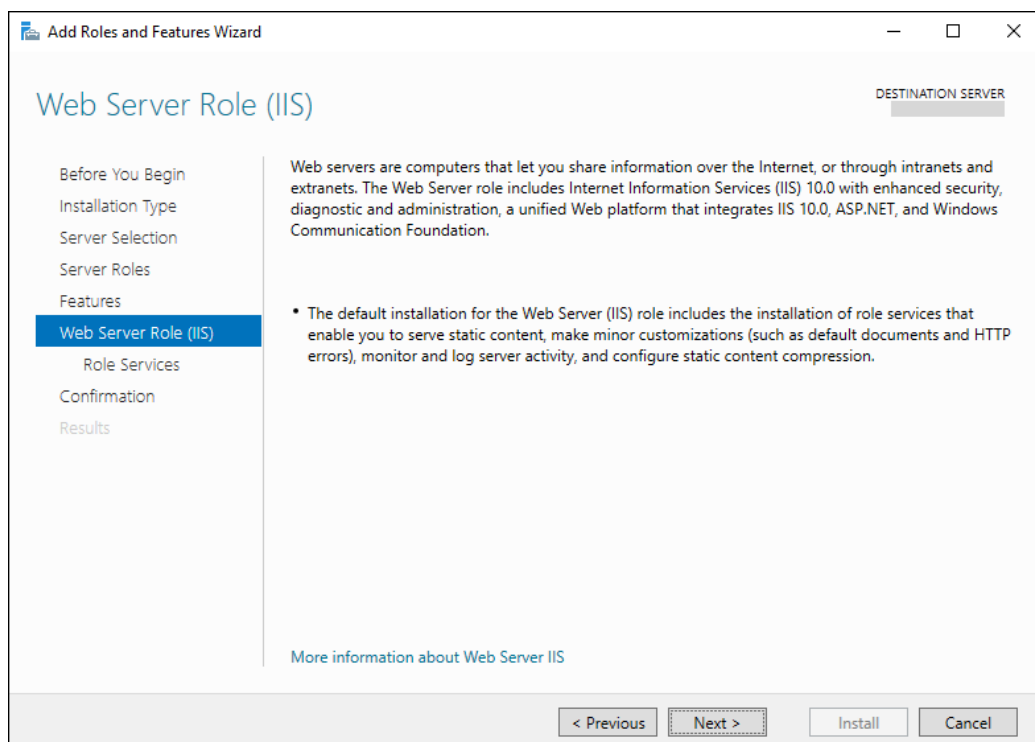 Add Roles and Features Wizard
Web Server Role (IIS)
DESTINATION SERVER
Before You Begin
Installation Type
Server Selection
Server Roles
Features
Web Server Role (IIS)
Role Services
Confirmation
Results
Web servers are computers that let you share information over the Internet, or through intranets and
extranets. The Web Server role includes Internet Information Services (IIS) 10.0 with enhanced security,
diagnostic and administration, a unified Web platform that integrates IIS 10.0, ASP.NET, and Windows
Communication Foundation.
• The default installation for the Web Server (IIS) role includes the installation of role services that
enable you to serve static content, make minor customizations (such as default documents and HTTP
errors), monitor and log server activity, and configure static content compression.
More information about Web Server IIS
< Previous
Next >
Install
Cancel